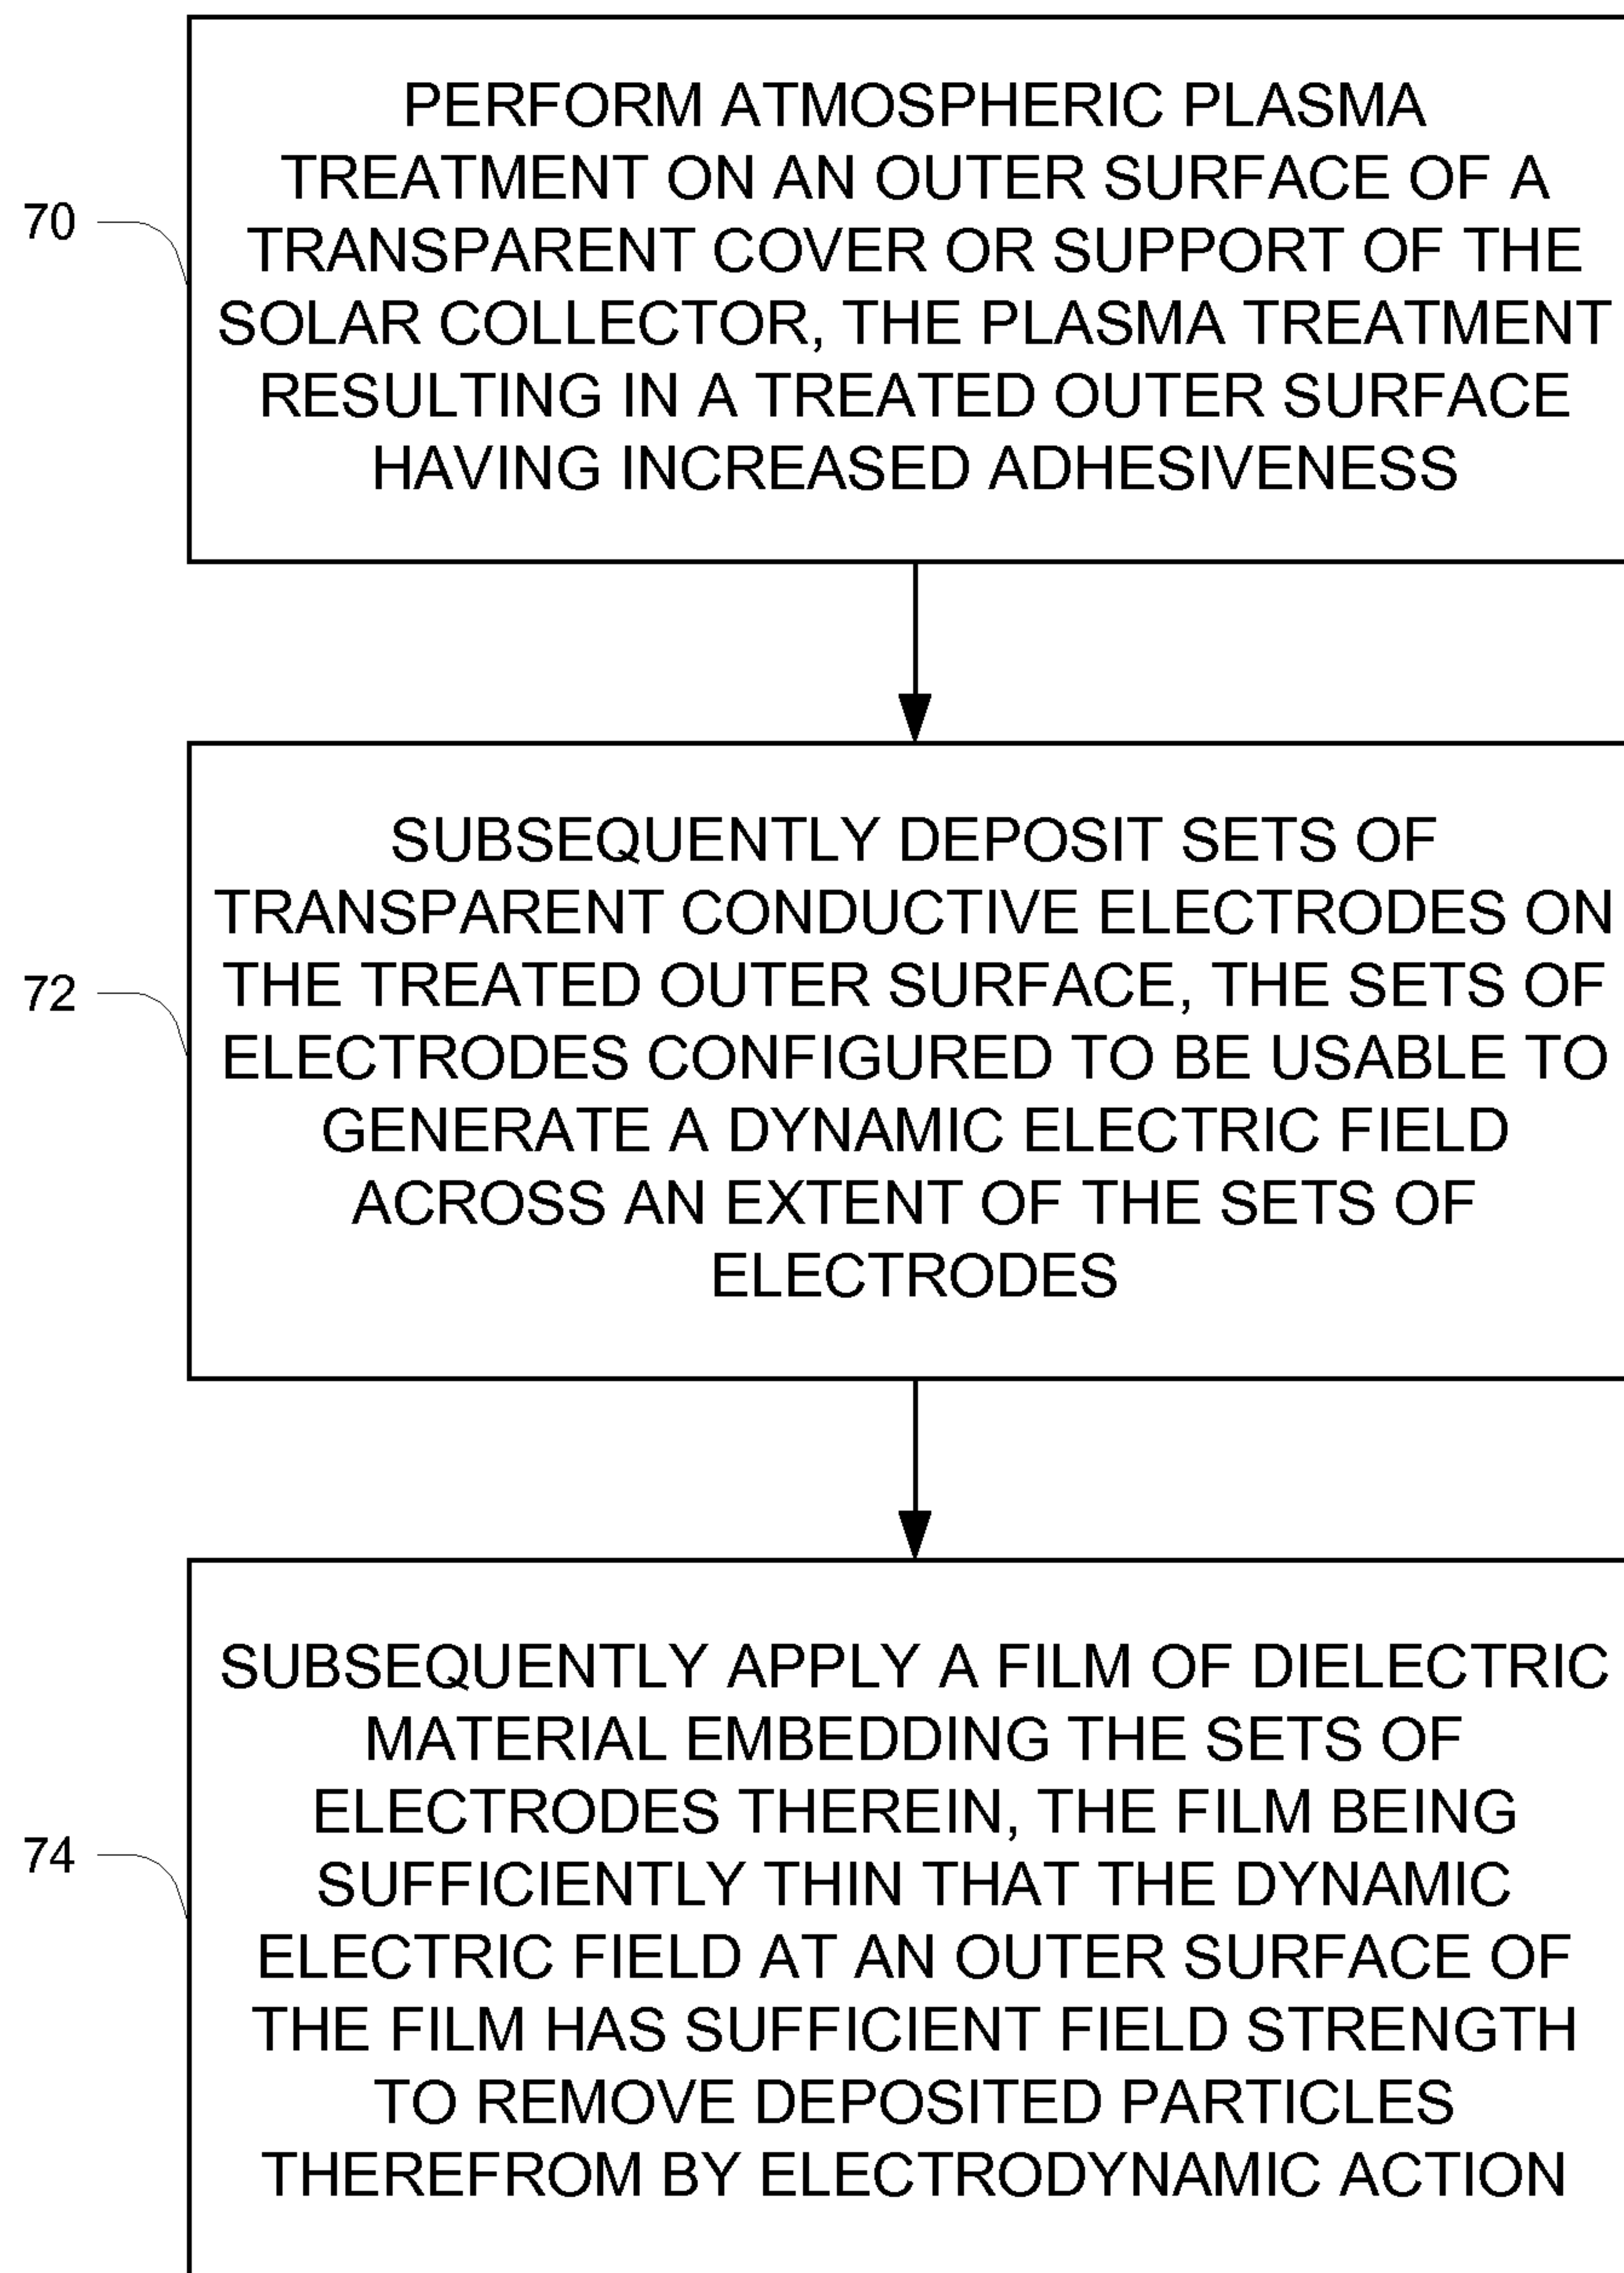 70
PERFORM ATMOSPHERIC PLASMA
TREATMENT ON AN OUTER SURFACE OF A
TRANSPARENT COVER OR SUPPORT OF THE
SOLAR COLLECTOR, THE PLASMA TREATMENT
RESULTING IN A TREATED OUTER SURFACE
HAVING INCREASED ADHESIVENESS
72
SUBSEQUENTLY DEPOSIT SETS OF
TRANSPARENT CONDUCTIVE ELECTRODES ON
THE TREATED OUTER SURFACE, THE SETS OF
ELECTRODES CONFIGURED TO BE USABLE TO
GENERATE A DYNAMIC ELECTRIC FIELD
ACROSS AN EXTENT OF THE SETS OF
ELECTRODES
74
SUBSEQUENTLY APPLY A FILM OF DIELECTRIC
MATERIAL EMBEDDING THE SETS OF
ELECTRODES THEREIN, THE FILM BEING
SUFFICIENTLY THIN THAT THE DYNAMIC
ELECTRIC FIELD AT AN OUTER SURFACE OF
THE FILM HAS SUFFICIENT FIELD STRENGTH
TO REMOVE DEPOSITED PARTICLES
THEREFROM BY ELECTRODYNAMIC ACTION